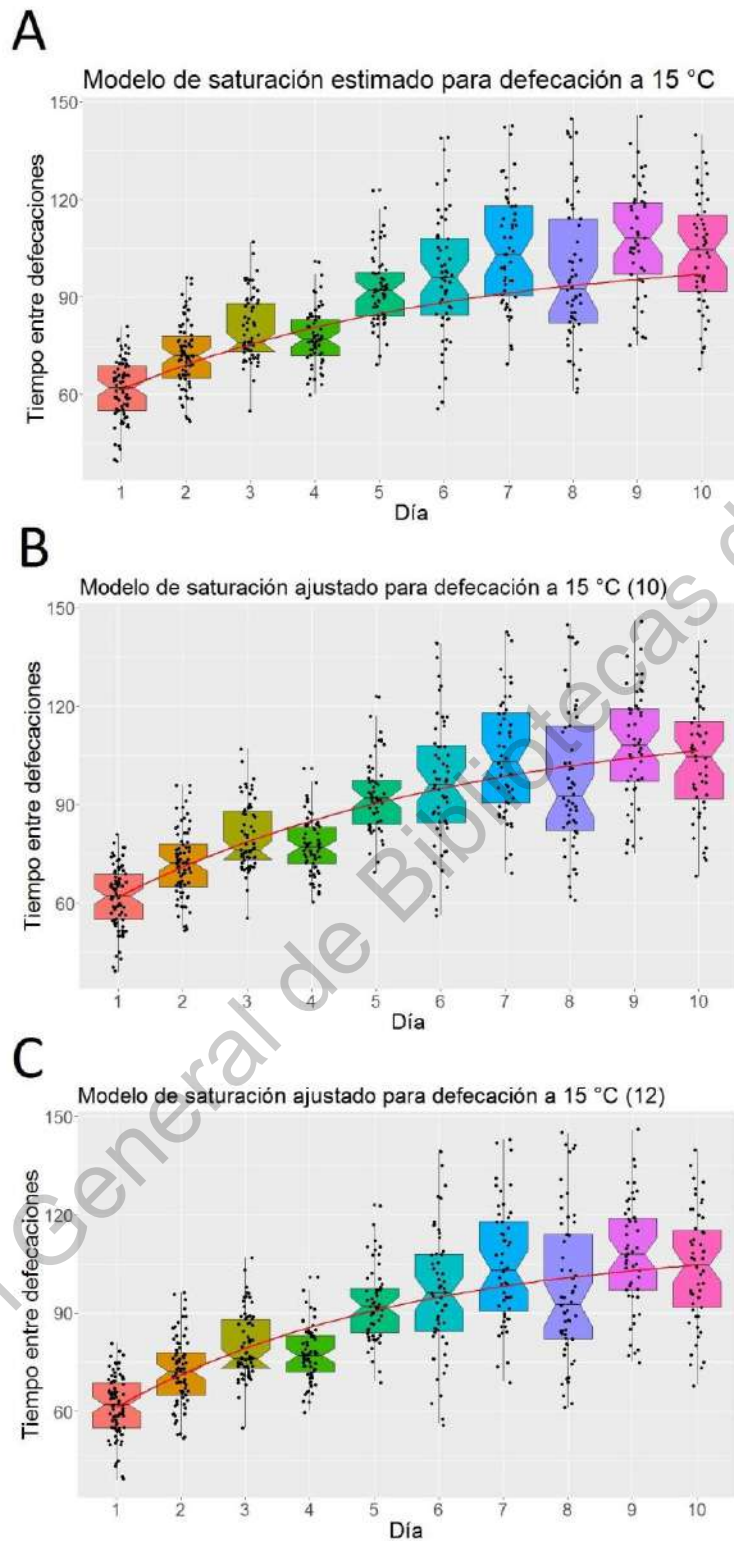 A
Modelo de saturación estimado para defecación a 15 °C
150
120
90
60
Tiempo entre defecaciones
1 2 3 4 5 6 7 8 9 10
Día
B
Modelo de saturación ajustado para defecación a 15 °C (10)
150
120
90
60
Tiempo entre defecaciones
1 2 3 4 5 6 7 8 9 10
Día
C
Modelo de saturación ajustado para defecación a 15 °C (12)
150
120
90
60
Tiempo entre defecaciones
1 2 3 4 5 6 7 8 9 10
Día
General de Bibliotecas